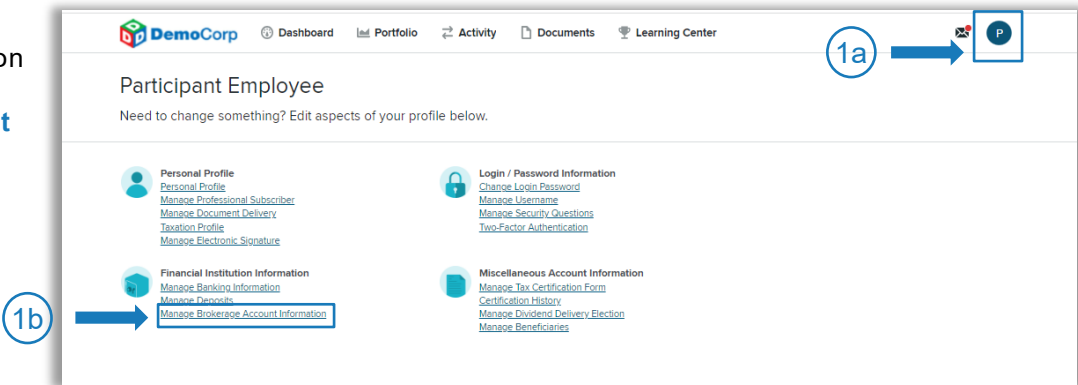 on
t
DemoCorp Dashboard Portfolio Activity Documents Learning Center P
1a
Participant Employee
Need to change something? Edit aspects of your profile below.
Personal Profile
Personal Profile
Manage Professional Subscriber
Manage Document Delivery
Taxation Profile
Manage Electronic Signature
Login / Password Information
Change Login Password
Manage Username
Manage Security Questions
Two-Factor Authentication
Financial Institution Information
Manage Banking Information
Manage Deposits
Manage Brokerage Account Information
1b
Miscellaneous Account Information
Manage Tax Certification Form
Certification History
Manage Dividend Delivery Election
Manage Beneficiaries